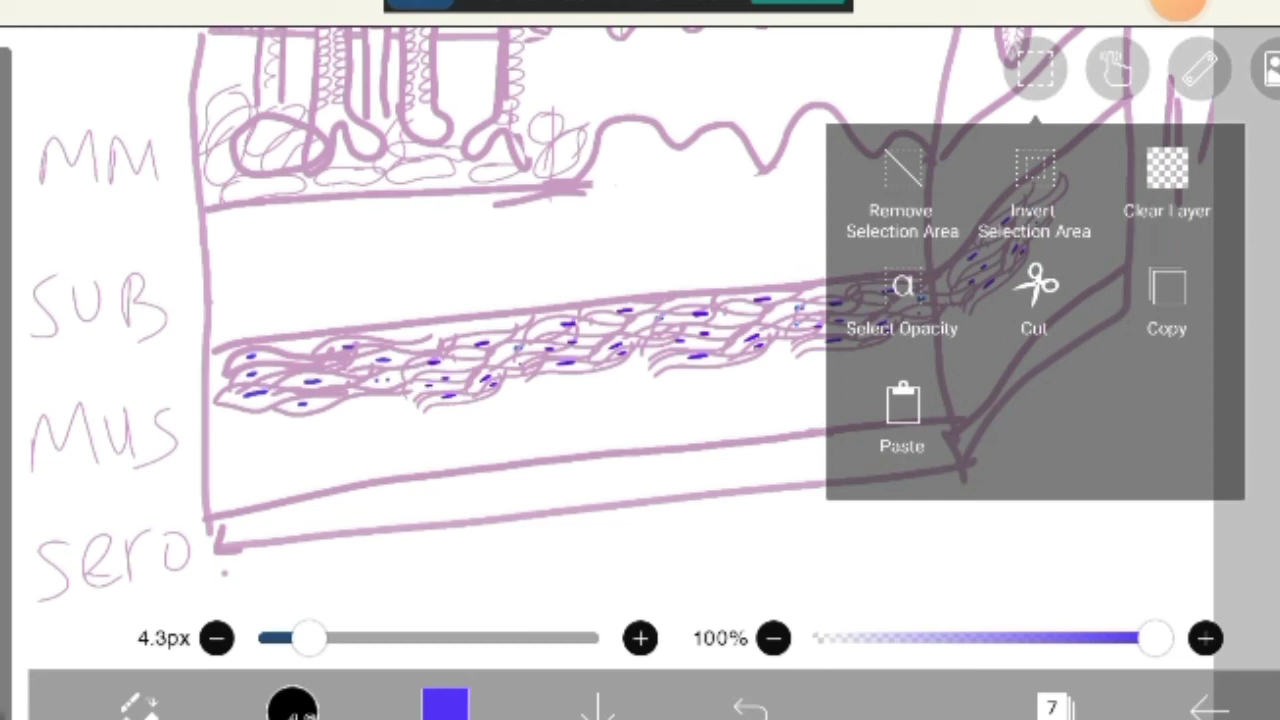 MM
Remove
Selection Area
Invert
Selection Area
Clear Layer
SUB
Select Opacity
Cut
Copy
Mus
Paste
sero
4.3px
100%
7